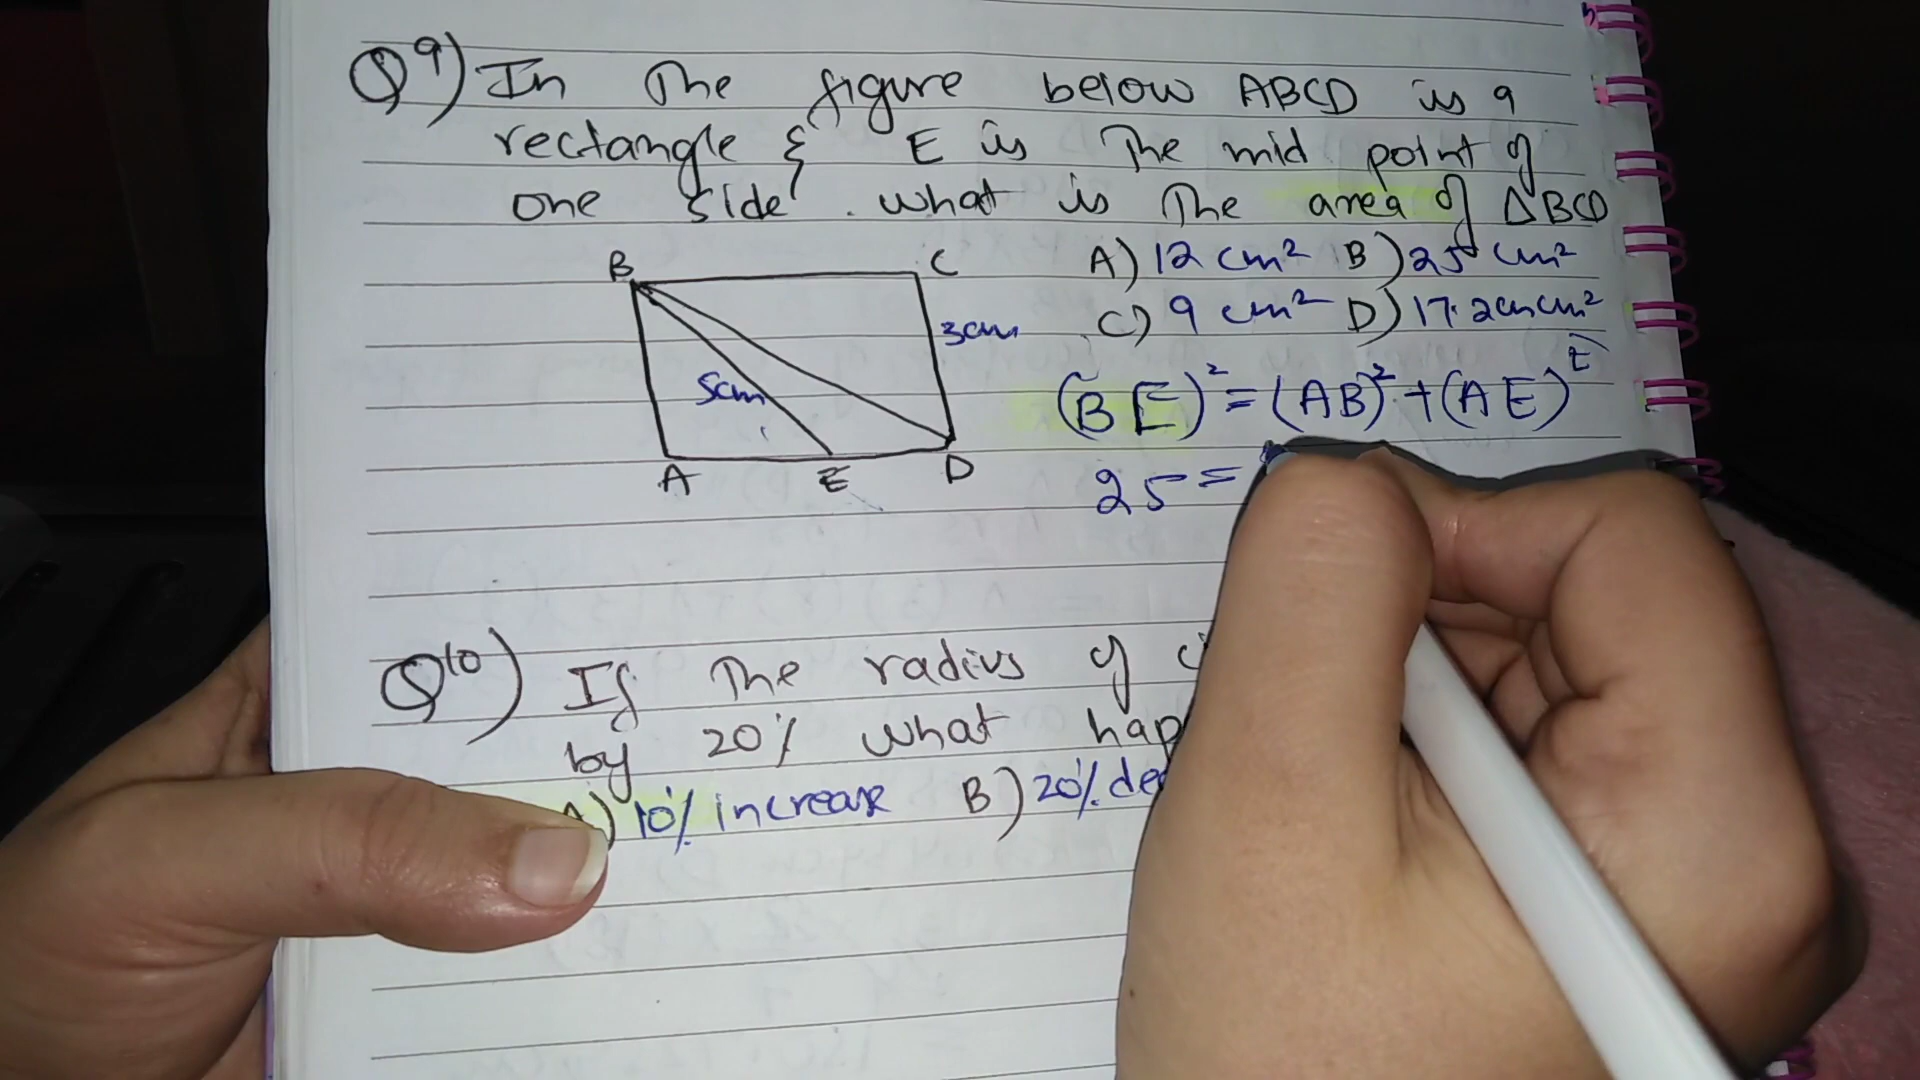 Q9) In The figure below ABCD is a
rectangle & E is The mid point of
one side. what is The area of ΔBCD
A) 12 cm² B) 25 cm²
C) 9 cm² D) 17.2cm cm²
B
C
3cm
5cm
A
E
D
(BE)² = (AB)² + (AE)²
25 =
Q10) If The radius of
by 20% what
A) 10% increase B) 20%